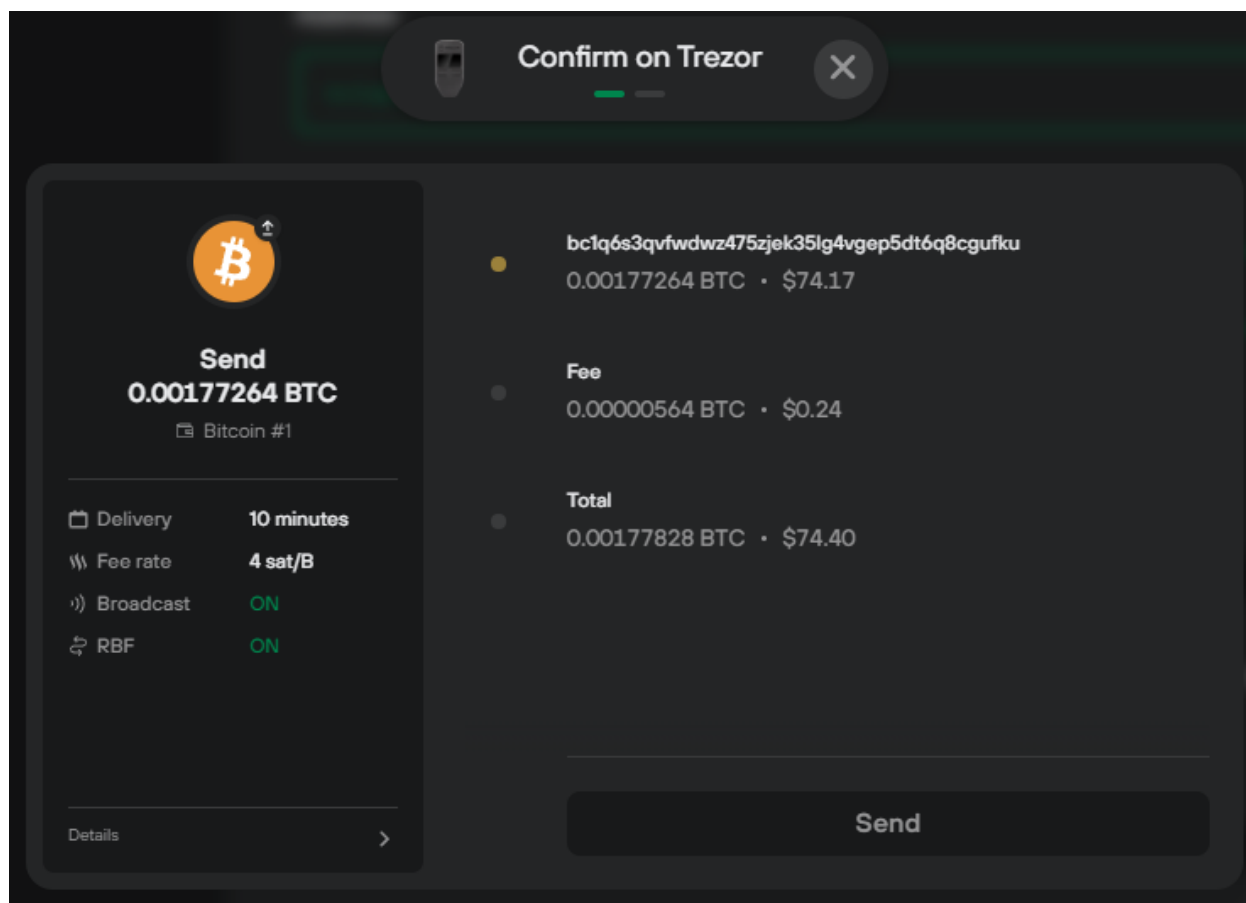 Confirm on Trezor
Send
0.00177264 BTC
Bitcoin #1
Delivery 10 minutes
Fee rate 4 sat/B
Broadcast ON
RBF ON
Details
bc1q6s3qvfwdwz475zjek35lg4vgep5dt6q8cgufku
0.00177264 BTC • $74.17
Fee
0.00000564 BTC • $0.24
Total
0.00177828 BTC • $74.40
Send